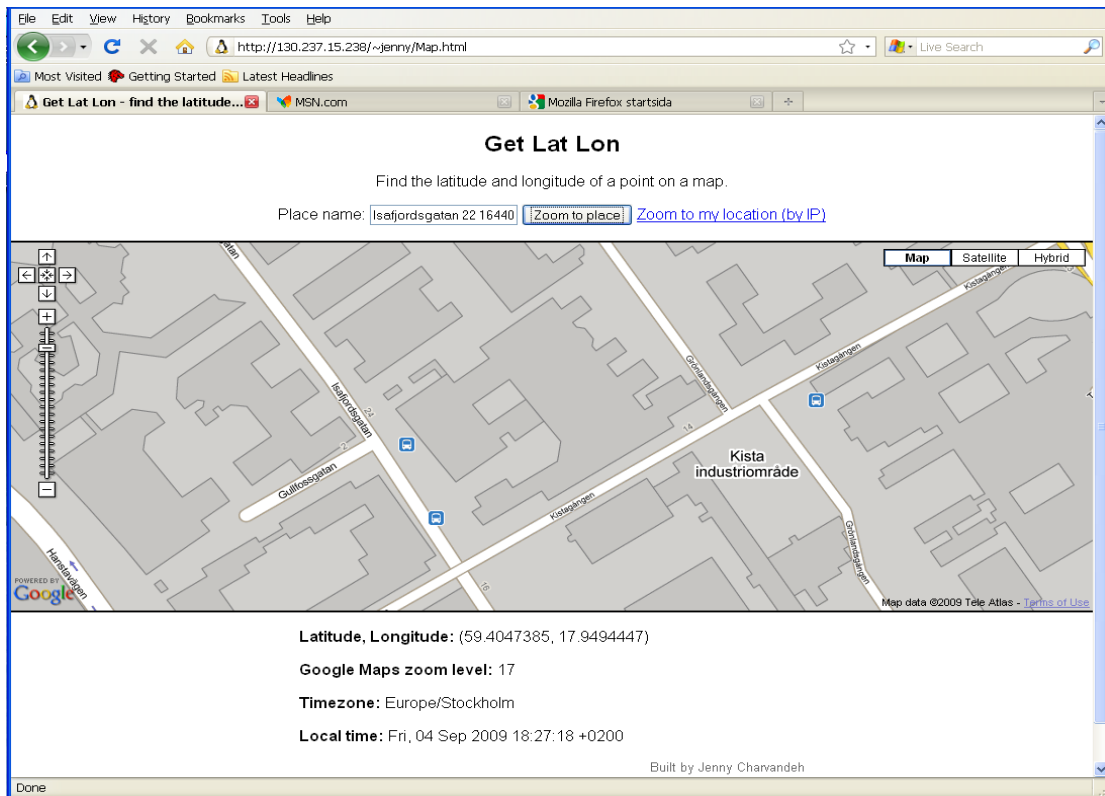 File Edit View History Bookmarks Tools Help
http://130.237.15.238/~jenny/Map.html
Live Search
Most Visited Getting Started Latest Headlines
Get Lat Lon - find the latitude... MSN.com Mozilla Firefox startsida
Get Lat Lon
Find the latitude and longitude of a point on a map.
Place name: Isafjordsgatan 22 16440 Zoom to place Zoom to my location (by IP)
Map Satellite Hybrid
Kistagången
Kistagången
Grönlandsgången
Isafjordsgatan
24
14
2
Gullfossgatan
Kista
industriområde
Kistagången
Grönlandsgången
Hanstavägen
16
POWERED BY
Google
Map data ©2009 Tele Atlas - Terms of Use
Latitude, Longitude: (59.4047385, 17.9494447)
Google Maps zoom level: 17
Timezone: Europe/Stockholm
Local time: Fri, 04 Sep 2009 18:27:18 +0200
Built by Jenny Charvandeh
Done